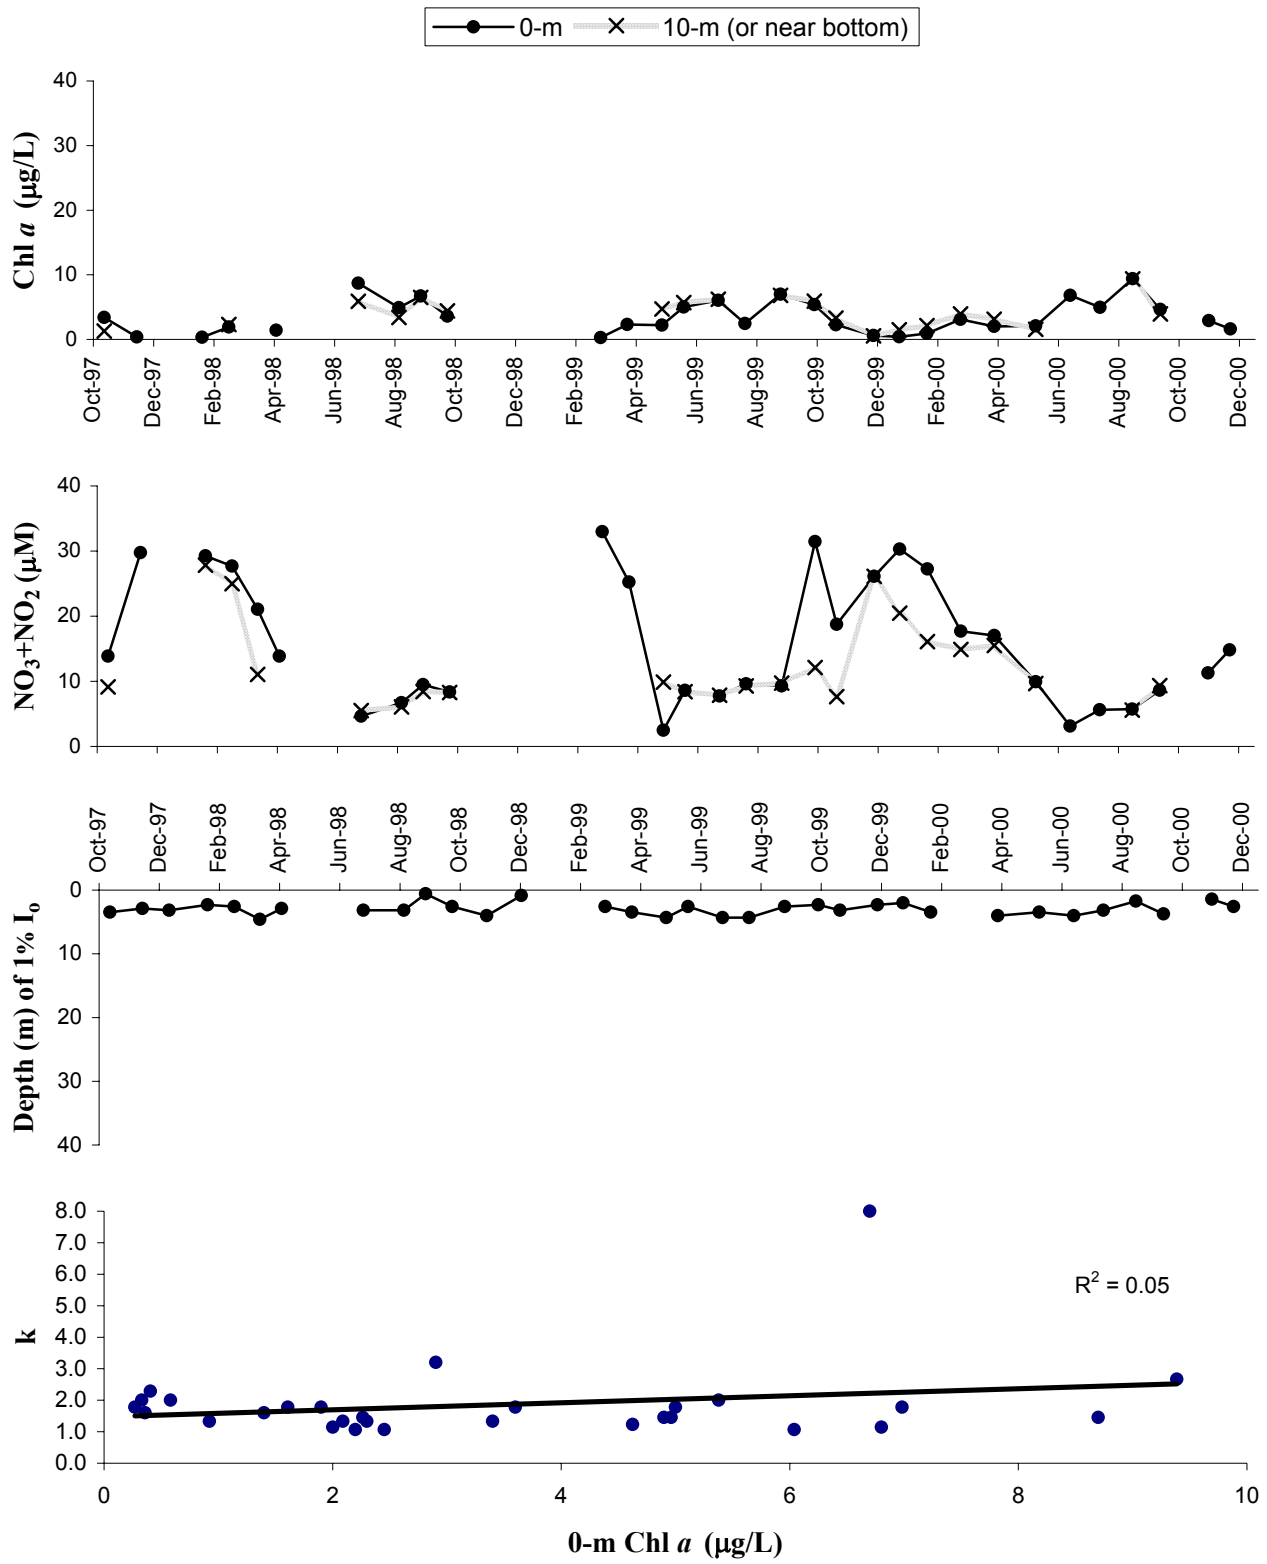 0-m 10-m (or near bottom)
Chl a (µg/L)
40
30
20
10
0
Oct-97 Dec-97 Feb-98 Apr-98 Jun-98 Aug-98 Oct-98 Dec-98 Feb-99 Apr-99 Jun-99 Aug-99 Oct-99 Dec-99 Feb-00 Apr-00 Jun-00 Aug-00 Oct-00 Dec-00
NO3+NO2 (µM)
40
30
20
10
0
Oct-97 Dec-97 Feb-98 Apr-98 Jun-98 Aug-98 Oct-98 Dec-98 Feb-99 Apr-99 Jun-99 Aug-99 Oct-99 Dec-99 Feb-00 Apr-00 Jun-00 Aug-00 Oct-00 Dec-00
Depth (m) of 1% Io
0
10
20
30
40
k
8.0
7.0
6.0
5.0
4.0
3.0
2.0
1.0
0.0
R² = 0.05
0 2 4 6 8 10
0-m Chl a (µg/L)